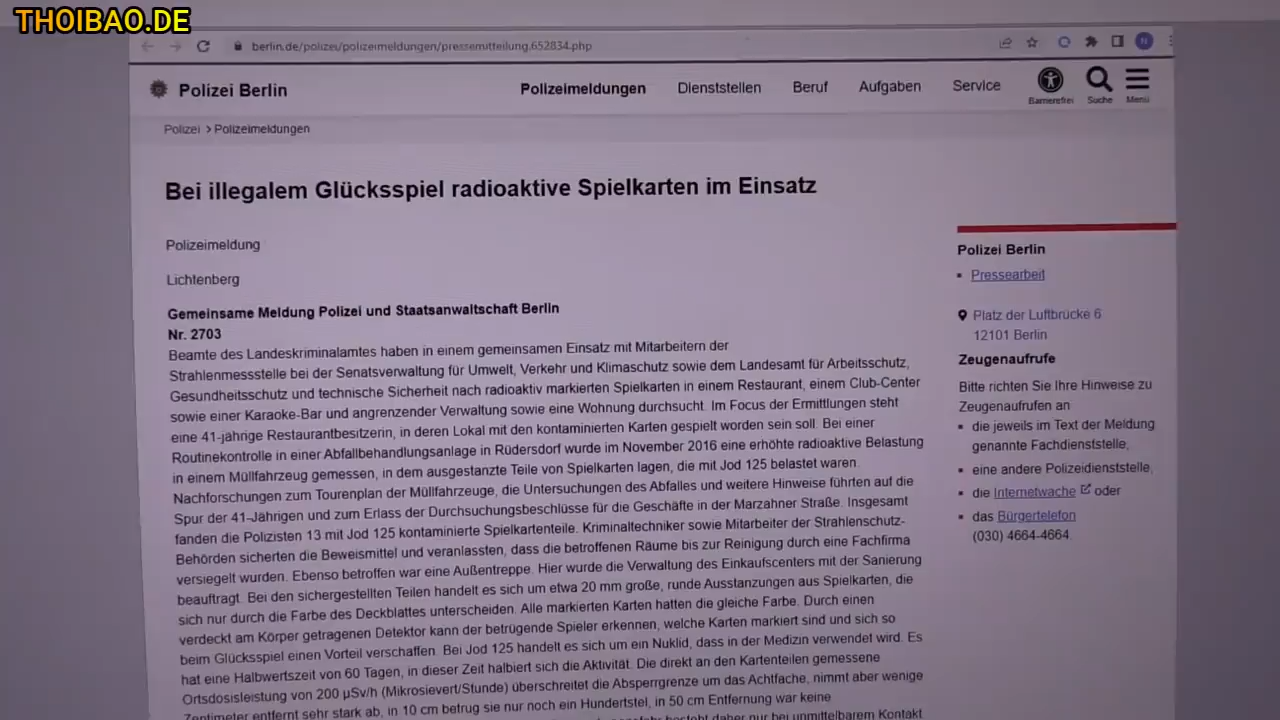 THOIBAO.DE
berlin.de/polizei/polizeimeldungen/pressemitteilung.652834.php
Polizei Berlin
Polizeimeldungen Dienststellen Beruf Aufgaben Service
Barrierefrei Suche Menü
Polizei > Polizeimeldungen
Bei illegalem Glücksspiel radioaktive Spielkarten im Einsatz
Polizeimeldung
Lichtenberg
Gemeinsame Meldung Polizei und Staatsanwaltschaft Berlin
Nr. 2703
Beamte des Landeskriminalamtes haben in einem gemeinsamen Einsatz mit Mitarbeitern der
Strahlenmessstelle bei der Senatsverwaltung für Umwelt, Verkehr und Klimaschutz sowie dem Landesamt für Arbeitsschutz,
Gesundheitsschutz und technische Sicherheit nach radioaktiv markierten Spielkarten in einem Restaurant, einem Club-Center
sowie einer Karaoke-Bar und angrenzender Verwaltung sowie eine Wohnung durchsucht. Im Focus der Ermittlungen steht
eine 41-jährige Restaurantbesitzerin, in deren Lokal mit den kontaminierten Karten gespielt worden sein soll. Bei einer
Routinekontrolle in einer Abfallbehandlungsanlage in Rüdersdorf wurde im November 2016 eine erhöhte radioaktive Belastung
in einem Müllfahrzeug gemessen, in dem ausgestanzte Teile von Spielkarten lagen, die mit Jod 125 belastet waren.
Nachforschungen zum Tourenplan der Müllfahrzeuge, die Untersuchungen des Abfalles und weitere Hinweise führten auf die
Spur der 41-Jährigen und zum Erlass der Durchsuchungsbeschlüsse für die Geschäfte in der Marzahner Straße. Insgesamt
fanden die Polizisten 13 mit Jod 125 kontaminierte Spielkartenteile. Kriminaltechniker sowie Mitarbeiter der Strahlenschutz-
Behörden sicherten die Beweismittel und veranlassten, dass die betroffenen Räume bis zur Reinigung durch eine Fachfirma
versiegelt wurden. Ebenso betroffen war eine Außentreppe. Hier wurde die Verwaltung des Einkaufscenters mit der Sanierung
beauftragt. Bei den sichergestellten Teilen handelt es sich um etwa 20 mm große, runde Ausstanzungen aus Spielkarten, die
sich nur durch die Farbe des Deckblattes unterscheiden. Alle markierten Karten hatten die gleiche Farbe. Durch einen
verdeckt am Körper getragenen Detektor kann der betrügende Spieler erkennen, welche Karten markiert sind und sich so
beim Glücksspiel einen Vorteil verschaffen. Bei Jod 125 handelt es sich um ein Nuklid, dass in der Medizin verwendet wird. Es
hat eine Halbwertszeit von 60 Tagen, in dieser Zeit halbiert sich die Aktivität. Die direkt an den Kartenteilen gemessene
Ortsdosisleistung von 200 µSv/h (Mikrosievert/Stunde) überschreitet die Absperrgrenze um das Achtfache, nimmt aber wenige
Zentimeter entfernt sehr stark ab, in 10 cm betrug sie nur noch ein Hundertstel, in 50 cm Entfernung war keine
besteht daher nur bei unmittelbarem Kontakt
Polizei Berlin
Pressearbeit
Platz der Luftbrücke 6
12101 Berlin
Zeugenaufrufe
Bitte richten Sie Ihre Hinweise zu
Zeugenaufrufen an
die jeweils im Text der Meldung
genannte Fachdienststelle,
eine andere Polizeidienststelle,
die Internetwache oder
das Bürgertelefon
(030) 4664-4664.